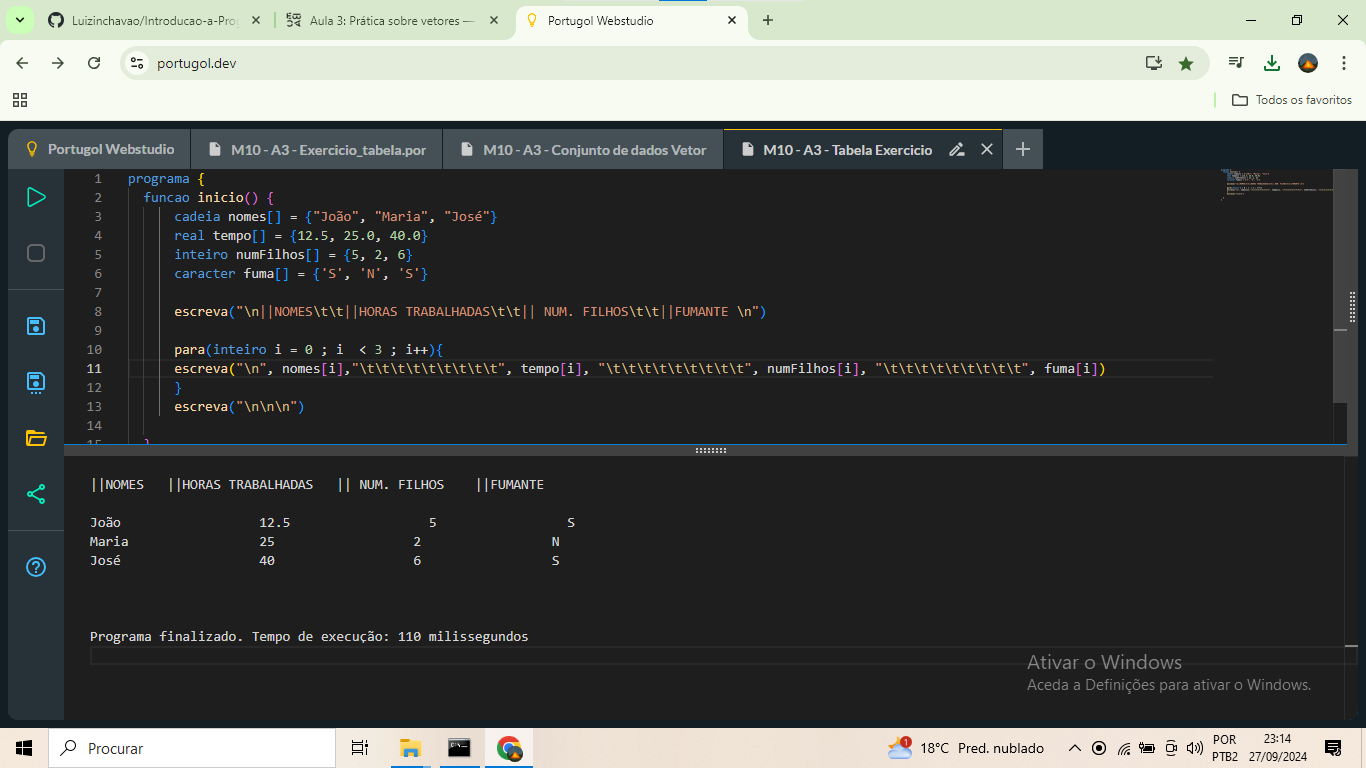 Luizinchavao/Introducao-a-Pro
Aula 3: Prática sobre vetores —
Portugol Webstudio
portugol.dev
Todos os favoritos
Portugol Webstudio
M10 - A3 - Exercicio_tabela.por
M10 - A3 - Conjunto de dados Vetor
M10 - A3 - Tabela Exercicio
1 programa {
2 funcao inicio() {
3 cadeia nomes[] = {"João", "Maria", "José"}
4 real tempo[] = {12.5, 25.0, 40.0}
5 inteiro numFilhos[] = {5, 2, 6}
6 caracter fuma[] = {'S', 'N', 'S'}
7
8 escreva("\n||NOMES\t\t||HORAS TRABALHADAS\t\t|| NUM. FILHOS\t\t||FUMANTE \n")
9
10 para(inteiro i = 0 ; i  < 3 ; i++){
11 escreva("\n", nomes[i],"\t\t\t\t\t\t\t\t\t", tempo[i], "\t\t\t\t\t\t\t\t\t", numFilhos[i], "\t\t\t\t\t\t\t\t\t", fuma[i])
12 }
13 escreva("\n\n\n")
14
15 }
||NOMES ||HORAS TRABALHADAS || NUM. FILHOS ||FUMANTE
João 12.5 5 S
Maria 25 2 N
José 40 6 S
Programa finalizado. Tempo de execução: 110 milissegundos
Ativar o Windows
Aceda a Definições para ativar o Windows.
Procurar
1
18°C Pred. nublado
POR
PTB2
23:14
27/09/2024